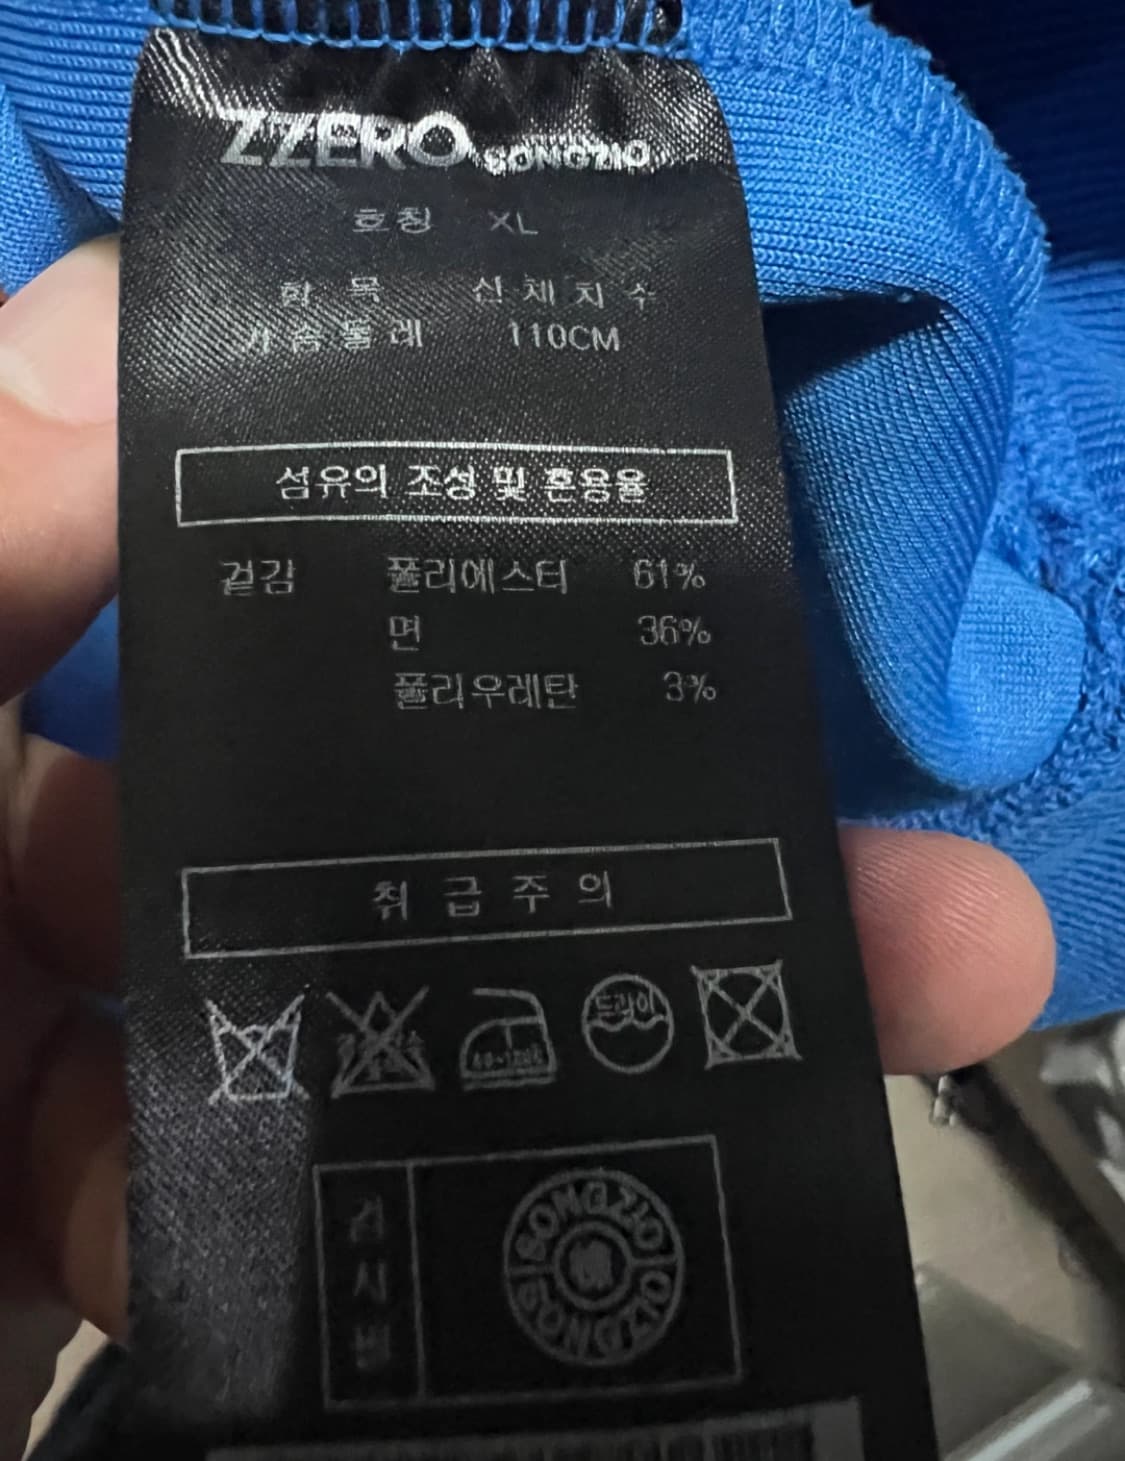 ZZERO SONGZIO
호칭 XL
항목 신체치수
가슴둘레 110CM
섬유의 조성 및 혼용율
겉감 폴리에스터 61%
면 36%
폴리우레탄 3%
취급주의
드라이
검사필
SONGZIO
SONGZIO